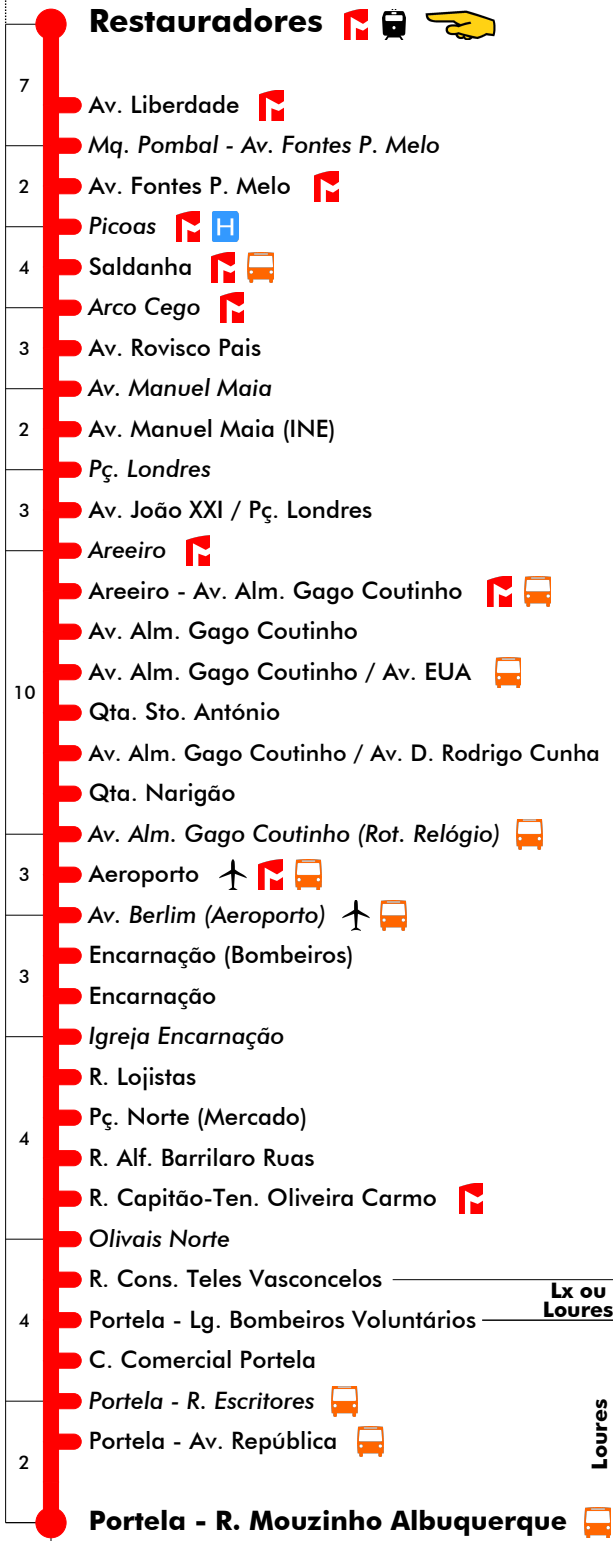 Restauradores
7
Av. Liberdade
Mq. Pombal - Av. Fontes P. Melo
2
Av. Fontes P. Melo
Picoas H
4
Saldanha
Arco Cego
3
Av. Rovisco Pais
Av. Manuel Maia
2
Av. Manuel Maia (INE)
Pç. Londres
3
Av. João XXI / Pç. Londres
Areeiro
Areeiro - Av. Alm. Gago Coutinho
Av. Alm. Gago Coutinho
Av. Alm. Gago Coutinho / Av. EUA
10
Qta. Sto. António
Av. Alm. Gago Coutinho / Av. D. Rodrigo Cunha
Qta. Narigão
Av. Alm. Gago Coutinho (Rot. Relógio)
3
Aeroporto
Av. Berlim (Aeroporto)
Encarnação (Bombeiros)
3
Encarnação
Igreja Encarnação
R. Lojistas
Pç. Norte (Mercado)
4
R. Alf. Barrilaro Ruas
R. Capitão-Ten. Oliveira Carmo
Olivais Norte
R. Cons. Teles Vasconcelos
Lx ou
Loures
4
Portela - Lg. Bombeiros Voluntários
C. Comercial Portela
Portela - R. Escritores
Portela - Av. República
Loures
2
Portela - R. Mouzinho Albuquerque